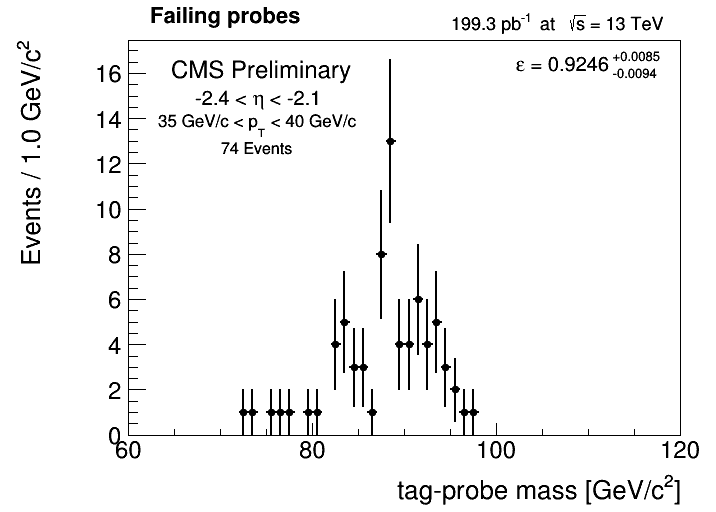 Failing probes
199.3 pb-1 at √s = 13 TeV
CMS Preliminary
-2.4 < η < -2.1
35 GeV/c < pT < 40 GeV/c
74 Events
ε = 0.9246 +0.0085 -0.0094
Events / 1.0 GeV/c2
16
14
12
10
8
6
4
2
0
60 80 100 120
tag-probe mass [GeV/c2]